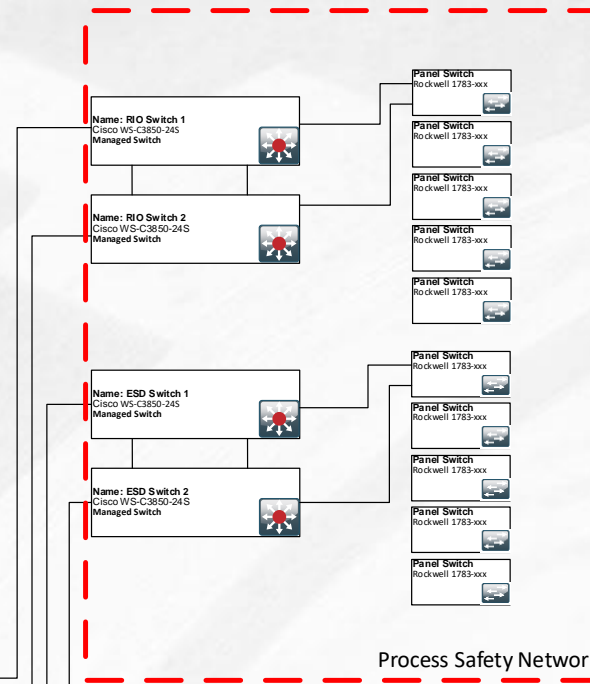 Name: RIO Switch 1
Cisco WS-C3850-24S
Managed Switch
Name: RIO Switch 2
Cisco WS-C3850-24S
Managed Switch
Panel Switch
Rockwell 1783-xxx
Panel Switch
Rockwell 1783-xxx
Panel Switch
Rockwell 1783-xxx
Panel Switch
Rockwell 1783-xxx
Panel Switch
Rockwell 1783-xxx
Name: ESD Switch 1
Cisco WS-C3850-24S
Managed Switch
Name: ESD Switch 2
Cisco WS-C3850-24S
Managed Switch
Panel Switch
Rockwell 1783-xxx
Panel Switch
Rockwell 1783-xxx
Panel Switch
Rockwell 1783-xxx
Panel Switch
Rockwell 1783-xxx
Panel Switch
Rockwell 1783-xxx
Process Safety Networ